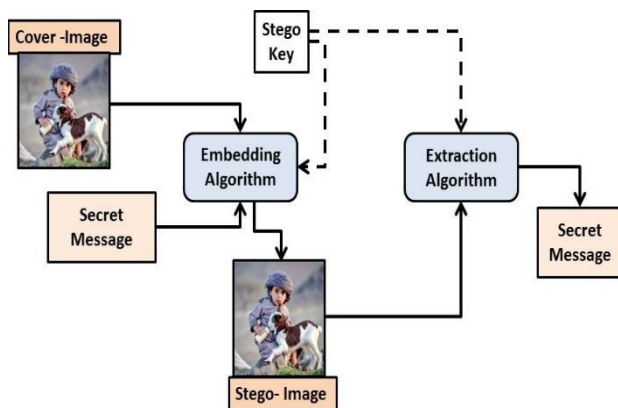 Cover -Image
Stego
Key
Embedding
Algorithm
Extraction
Algorithm
Secret
Message
Secret
Message
Stego- Image